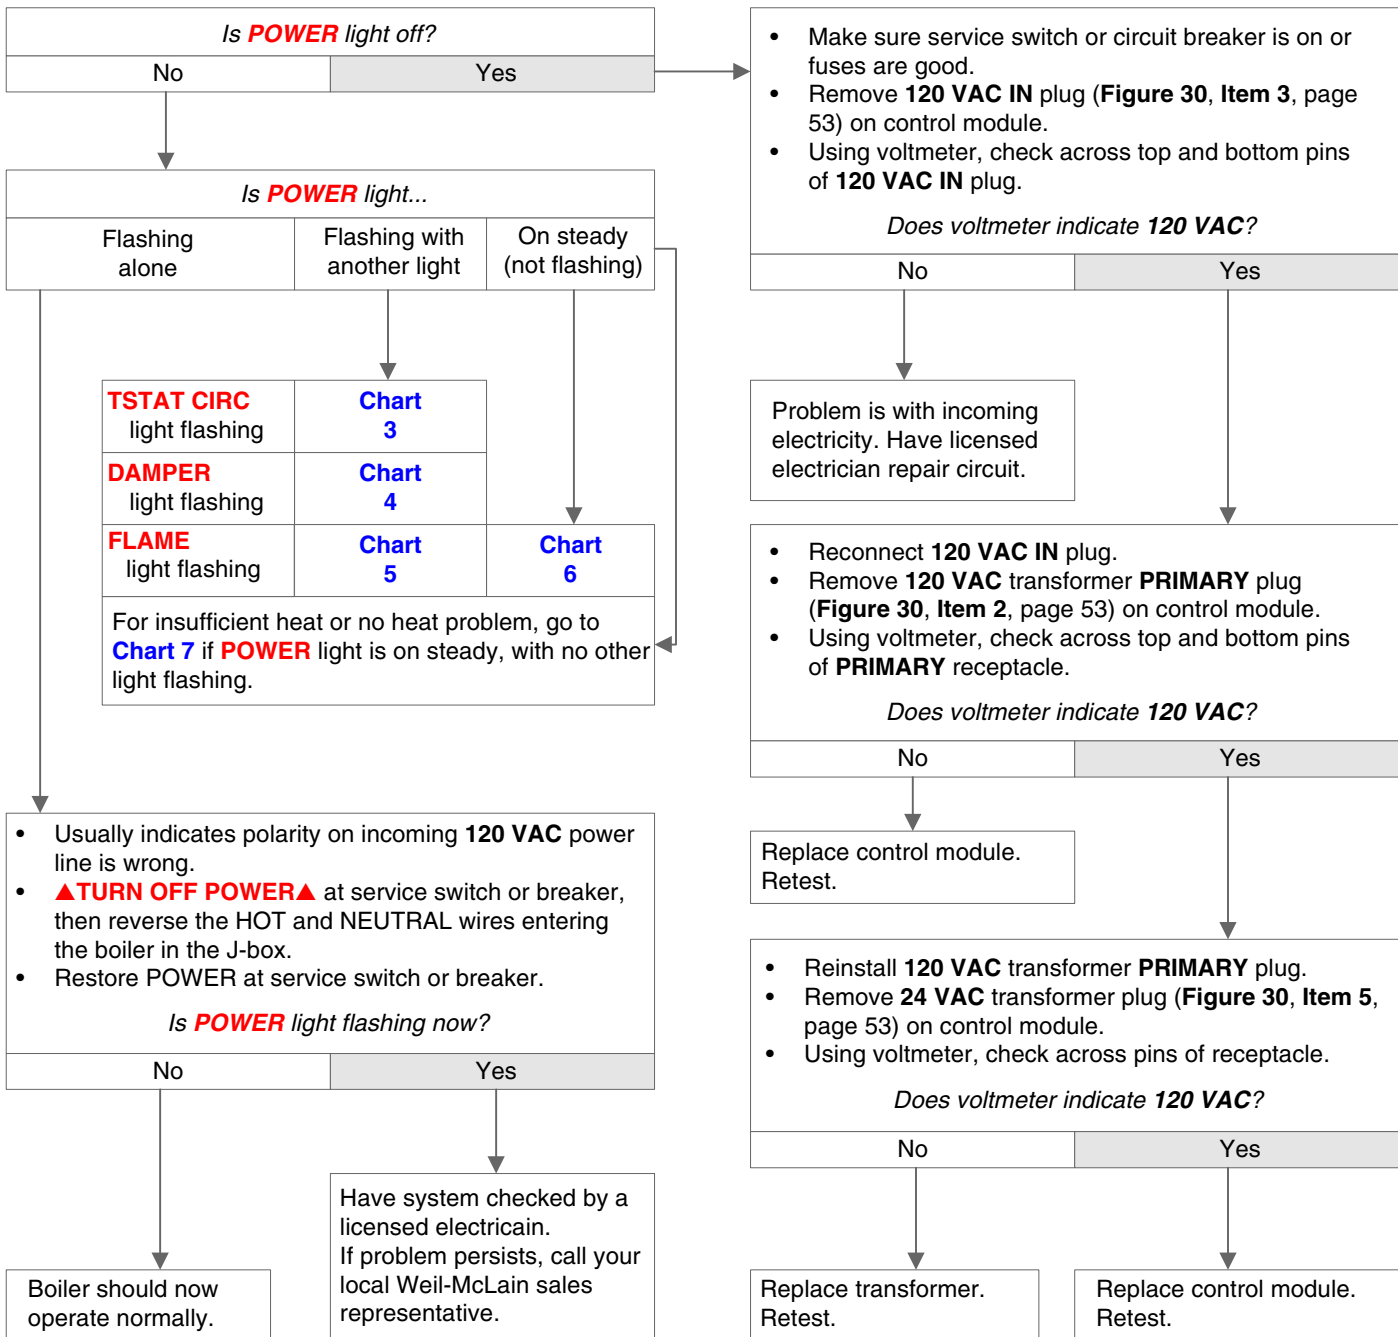 Is POWER light off?
No
Yes
Is POWER light...
Flashing
alone
Flashing with
another light
On steady
(not flashing)
TSTAT CIRC
light flashing
Chart
3
DAMPER
light flashing
Chart
4
FLAME
light flashing
Chart
5
Chart
6
For insufficient heat or no heat problem, go to
Chart 7 if POWER light is on steady, with no other
light flashing.
• Usually indicates polarity on incoming 120 VAC power
line is wrong.
• ▲TURN OFF POWER▲ at service switch or breaker,
then reverse the HOT and NEUTRAL wires entering
the boiler in the J-box.
• Restore POWER at service switch or breaker.
Is POWER light flashing now?
No
Yes
Boiler should now
operate normally.
Have system checked by a
licensed electricain.
If problem persists, call your
local Weil-McLain sales
representative.
• Make sure service switch or circuit breaker is on or
fuses are good.
• Remove 120 VAC IN plug (Figure 30, Item 3, page
53) on control module.
• Using voltmeter, check across top and bottom pins
of 120 VAC IN plug.
Does voltmeter indicate 120 VAC?
No
Yes
Problem is with incoming
electricity. Have licensed
electrician repair circuit.
• Reconnect 120 VAC IN plug.
• Remove 120 VAC transformer PRIMARY plug
(Figure 30, Item 2, page 53) on control module.
• Using voltmeter, check across top and bottom pins
of PRIMARY receptacle.
Does voltmeter indicate 120 VAC?
No
Yes
Replace control module.
Retest.
• Reinstall 120 VAC transformer PRIMARY plug.
• Remove 24 VAC transformer plug (Figure 30, Item 5,
page 53) on control module.
• Using voltmeter, check across pins of receptacle.
Does voltmeter indicate 120 VAC?
No
Yes
Replace transformer.
Retest.
Replace control module.
Retest.